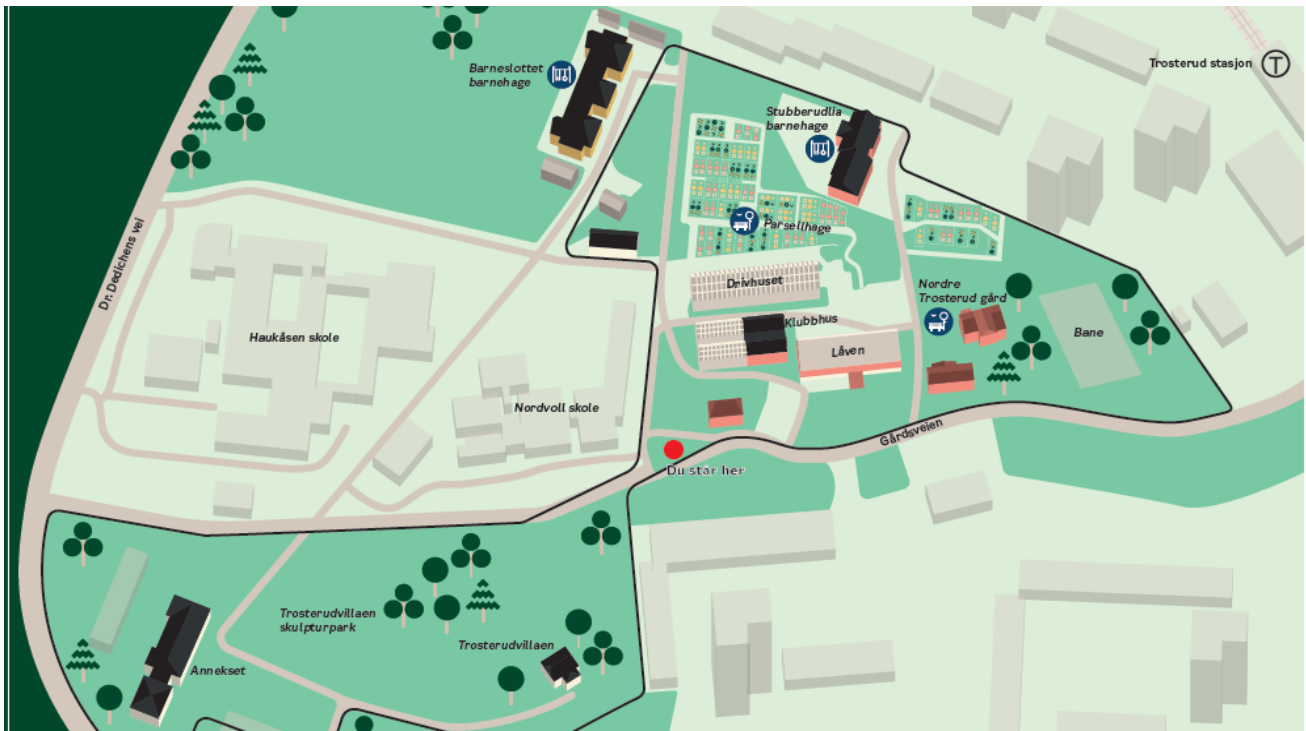 Trosterud stasjon
T
Barneslottet
barnehage
Stubberudlia
barnehage
Parsellhage
Dr. Dedichens vei
Drivhuset
Nordre
Trosterud gård
Klubbhus
Bane
Haukåsen skole
Låven
Nordvoll skole
Gårdsveien
Du står her
Trosterudvillaen
skulpturpark
Trosterudvillaen
Annekset